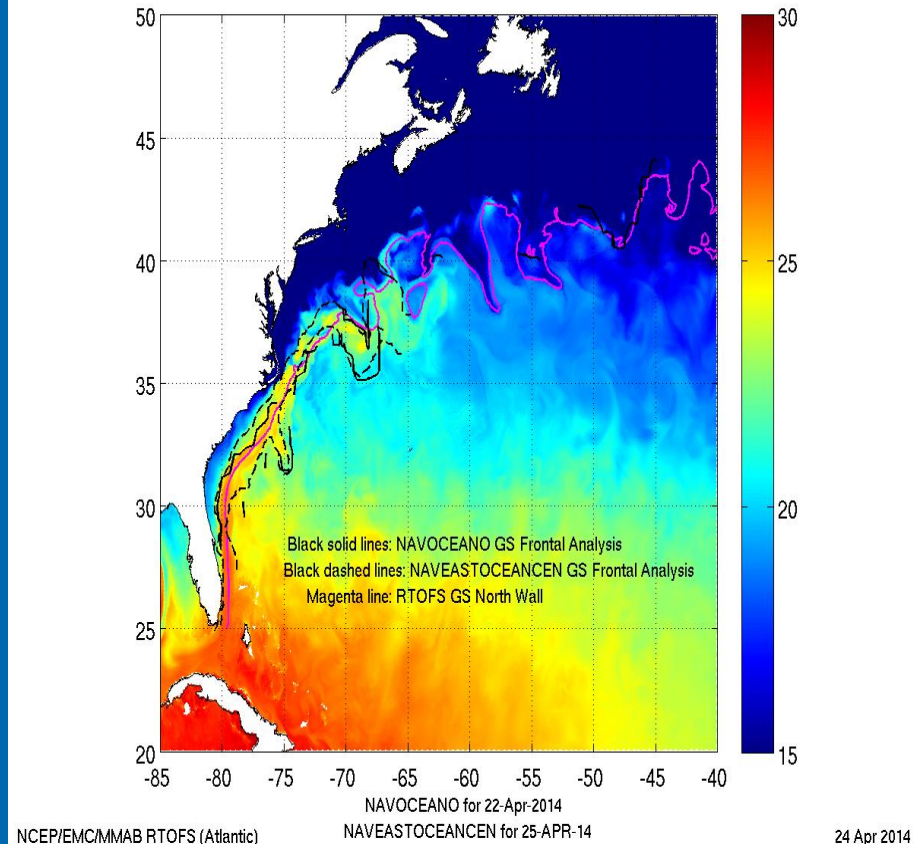 50
45
40
35
30
25
20
30
25
20
15
Black solid lines: NAVOCEANO GS Frontal Analysis
Black dashed lines: NAVEASTOCEANCEN GS Frontal Analysis
Magenta line: RTOFS GS North Wall
-85 -80 -75 -70 -65 -60 -55 -50 -45 -40
NAVOCEANO for 22-Apr-2014
NAVEASTOCEANCEN for 25-APR-14
NCEP/EMC/MMAB RTOFS (Atlantic)
24 Apr 2014